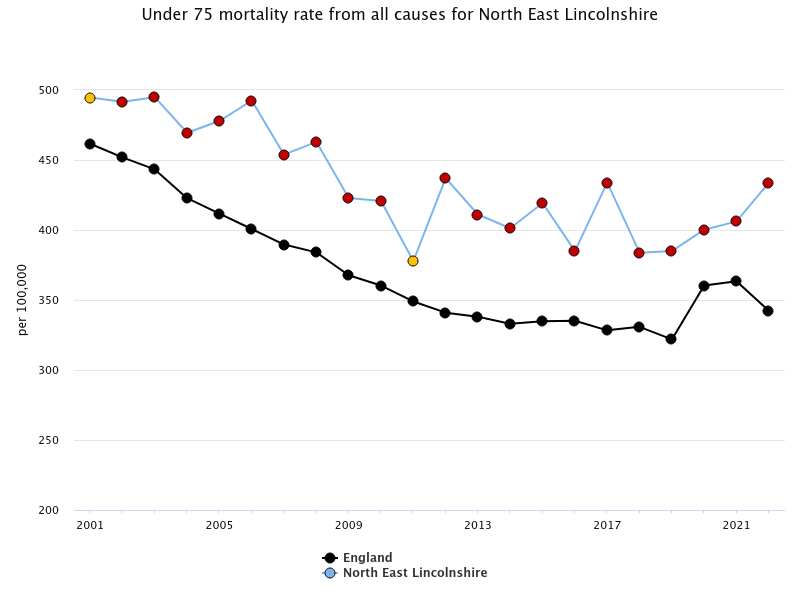 Under 75 mortality rate from all causes for North East Lincolnshire
per 100,000
500
450
400
350
300
250
200
2001 2005 2009 2013 2017 2021
England
North East Lincolnshire